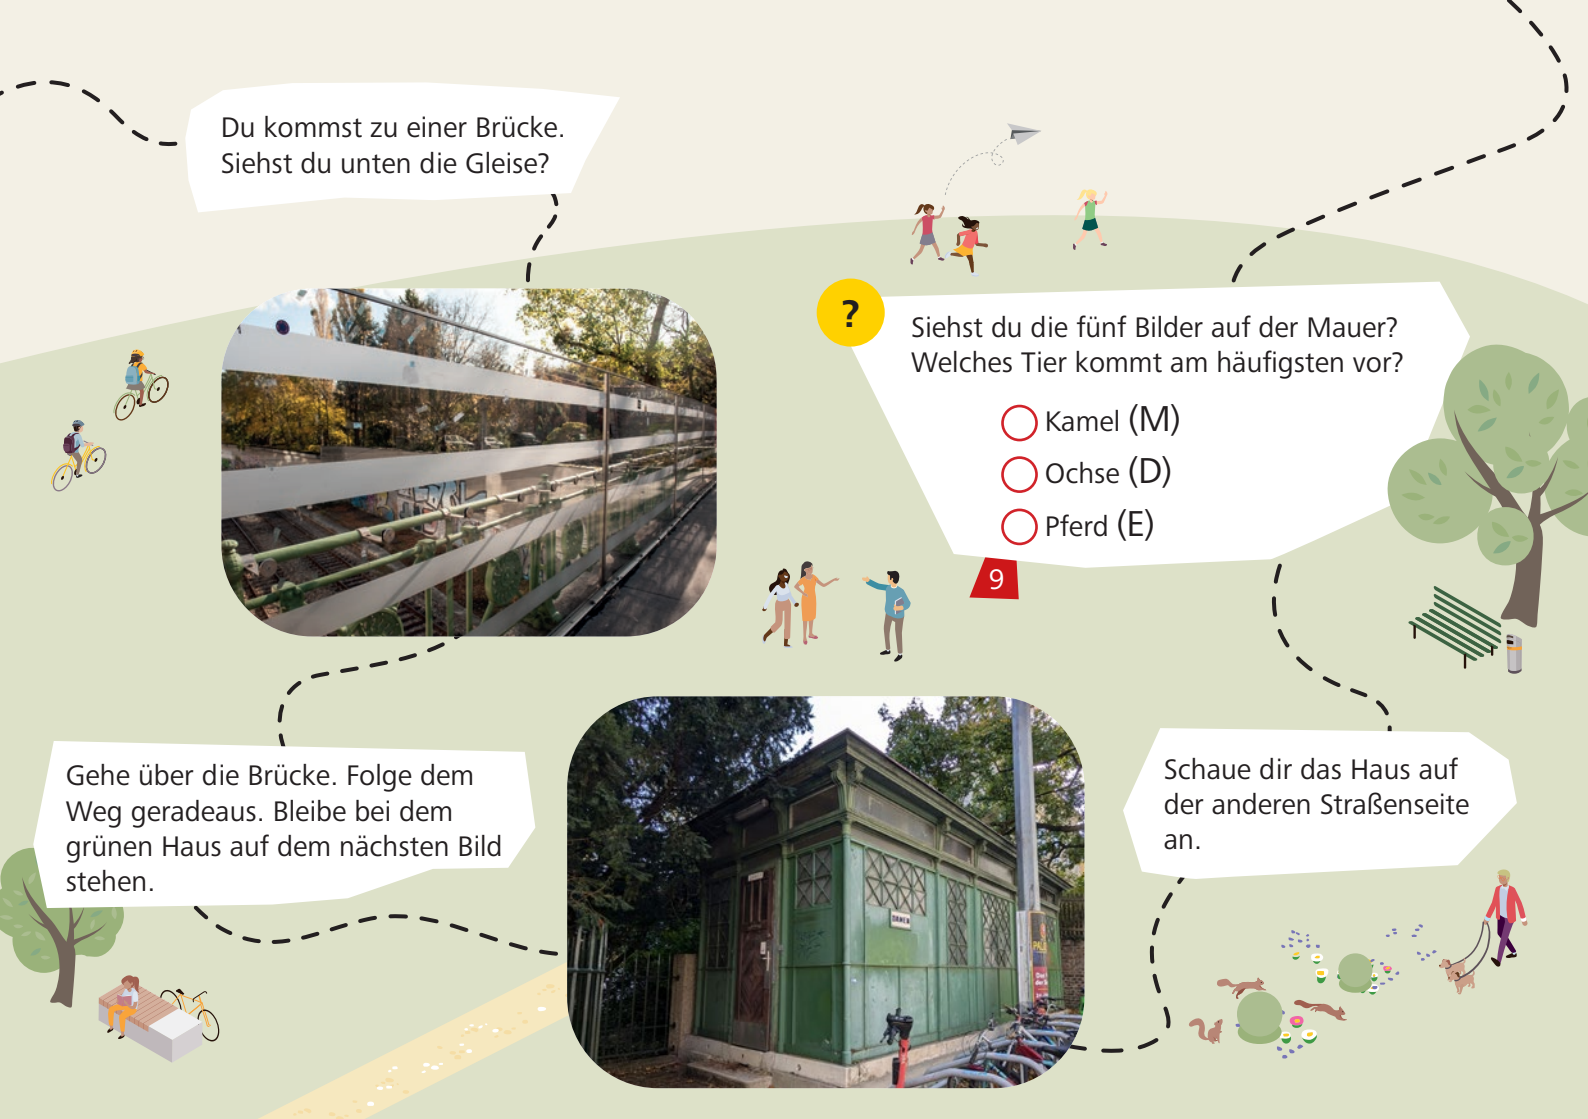 Du kommst zu einer Brücke.
Siehst du unten die Gleise?
Gehe über die Brücke. Folge dem
Weg geradeaus. Bleibe bei dem
grünen Haus auf dem nächsten Bild
stehen.
DAMEN
Schaue dir das Haus auf
der anderen Straßenseite
an.
?
Siehst du die fünf Bilder auf der Mauer?
Welches Tier kommt am häufigsten vor?
Kamel (M)
Ochse (D)
Pferd (E)
9